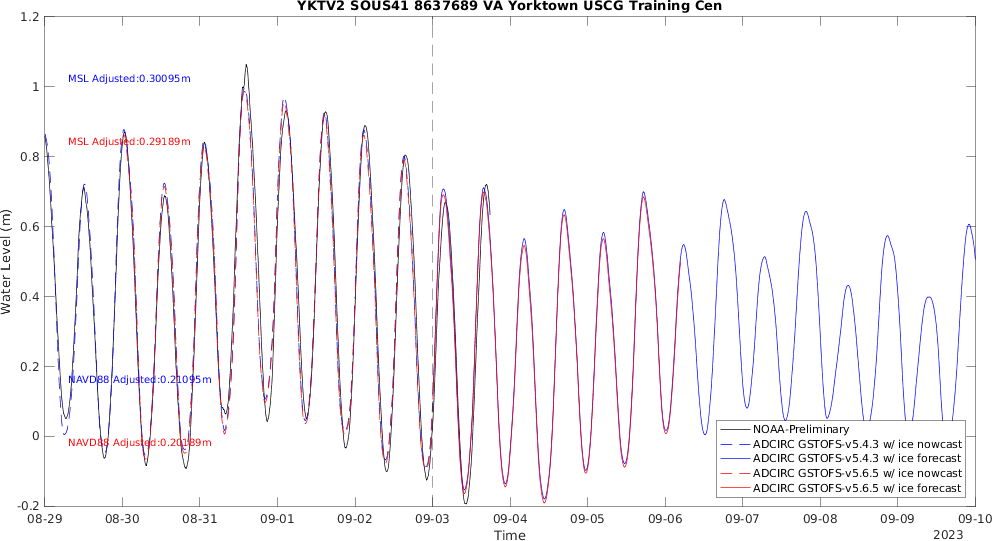 YKTV2 SOUS41 8637689 VA Yorktown USCG Training Cen
1.2
1
0.8
0.6
0.4
0.2
0
-0.2
Water Level (m)
MSL Adjusted:0.30095m
MSL Adjusted:0.29189m
NAVD88 Adjusted:0.21095m
NAVD88 Adjusted:0.20189m
NOAA-Preliminary
ADCIRC GSTOFS-v5.4.3 w/ ice nowcast
ADCIRC GSTOFS-v5.4.3 w/ ice forecast
ADCIRC GSTOFS-v5.6.5 w/ ice nowcast
ADCIRC GSTOFS-v5.6.5 w/ ice forecast
08-29 08-30 08-31 09-01 09-02 09-03 09-04 09-05 09-06 09-07 09-08 09-09 09-10
Time
2023